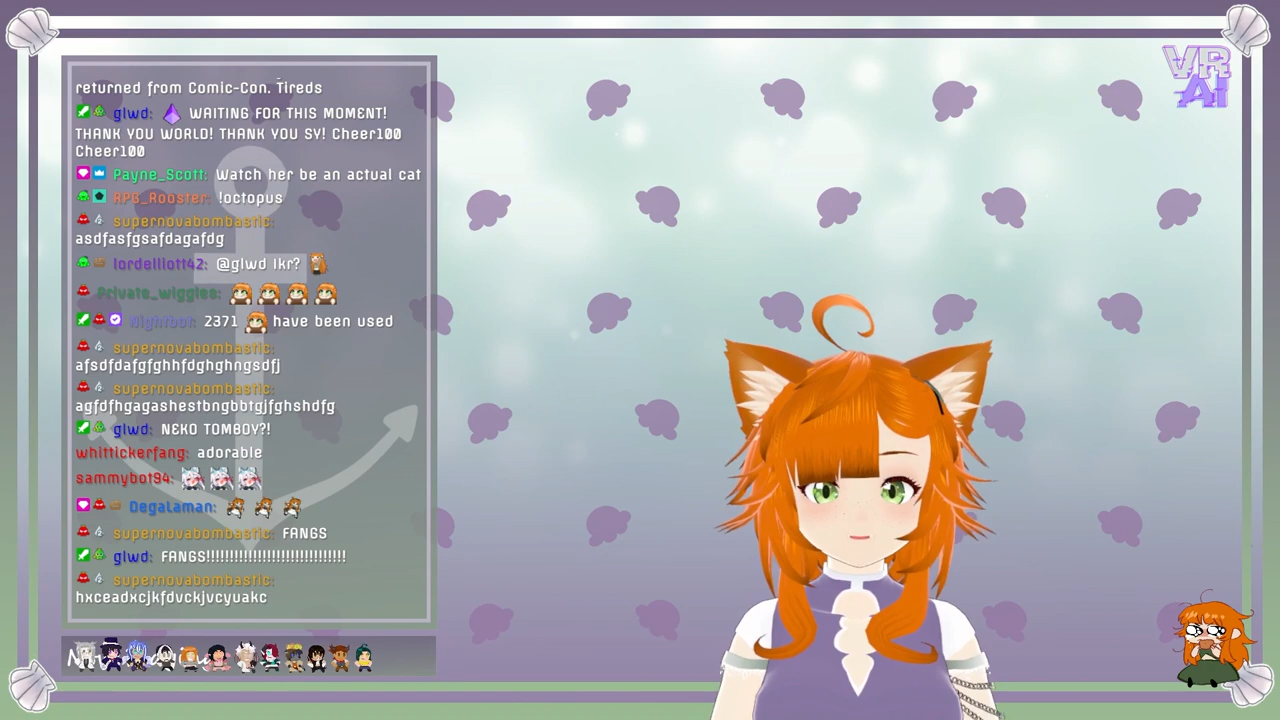 returned from Comic-Con. Tireds
glwd: WAITING FOR THIS MOMENT!
THANK YOU WORLD! THANK YOU SY! Cheer100
Cheer100
Payne_Scott: Watch her be an actual cat
RPG_Rooster: !octopus
supernovabombastic:
asdfasfgsafdagafdg
lordelliott42: @glwd Ikr?
Private_wiggles:
Nightbot: 2371 have been used
supernovabombastic:
afsdfdafgfghhfdghghngsdfj
supernovabombastic:
agfdfhgagashestbngbbtgjfghshdfg
glwd: NEKO TOMBOY?!
whittickerfang: adorable
sammybot94:
DegaLaman:
supernovabombastic: FANGS
glwd: FANGS!!!!!!!!!!!!!!!!!!!!!!!!!!!!!
supernovabombastic:
hxceadxcjkfdvckjvcyuakc
VR
AI